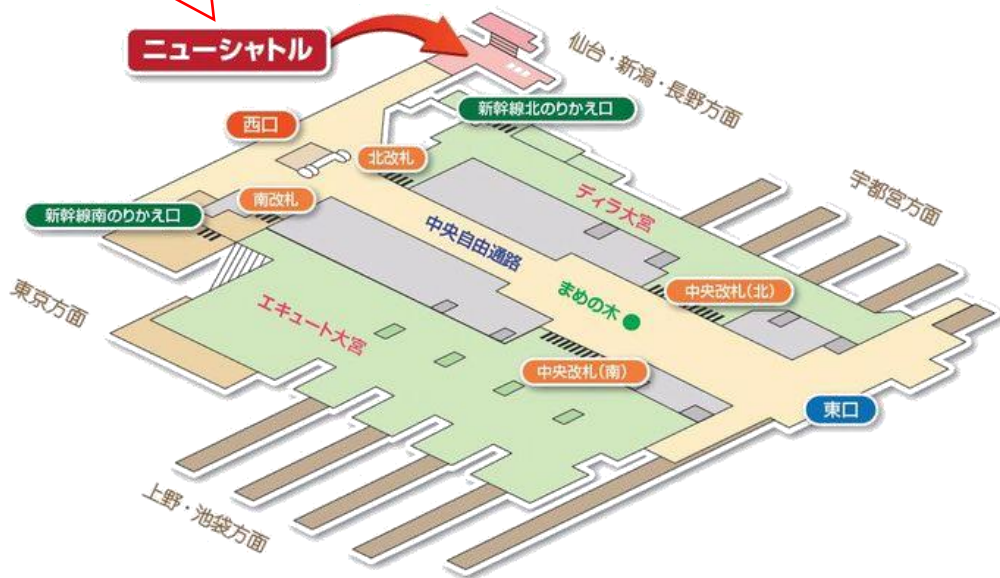 ニューシャトル
仙台・新潟・長野方面
新幹線北のりかえ口
西口
北改札
宇都宮方面
ディラ大宮
南改札
新幹線南のりかえ口
中央自由通路
まめの木
中央改札(北)
東京方面
エキュート大宮
中央改札(南)
東口
上野・池袋方面